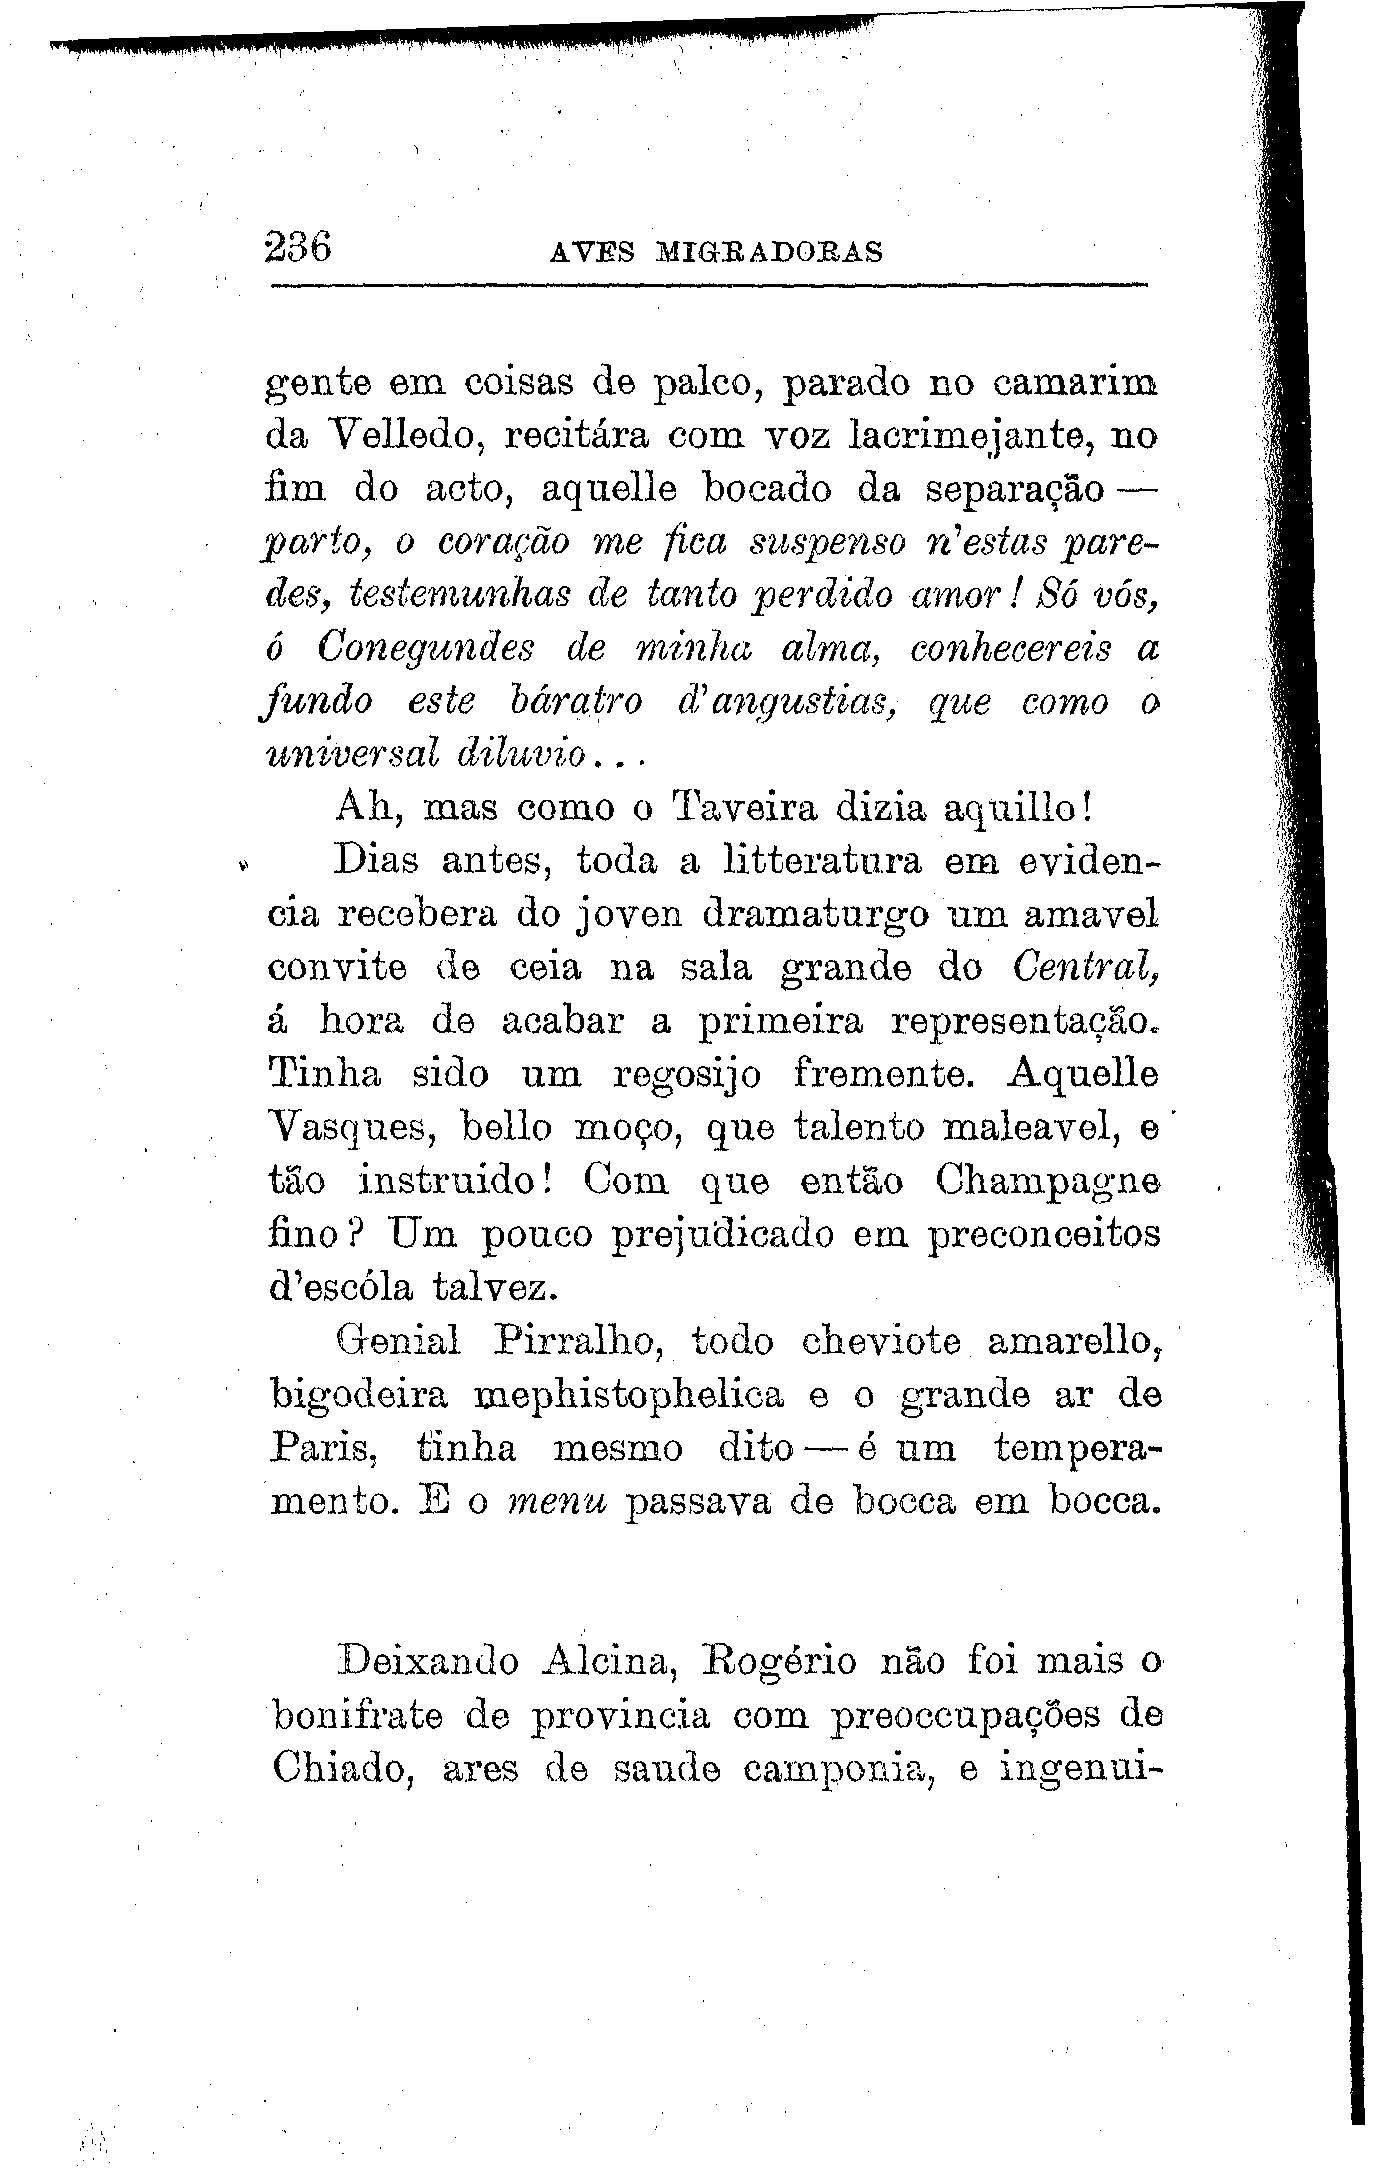 236 AVES MIGRADORAS
gente em coisas de palco, parado no camarim
da Velledo, recitára com voz lacrimejante, no
fim do acto, aquelle bocado da separação —
parto, o coração me fica suspenso n'estas pare-
des, testemunhas de tanto perdido amor! Só vós,
ó Conegundes de minha alma, conhecereis a
fundo este báratro d'angustias, que como o
universal diluvio...
Ah, mas como o Taveira dizia aquillo!
Dias antes, toda a litteratura em eviden-
cia recebera do joven dramaturgo um amavel
convite de ceia na sala grande do Central,
á hora de acabar a primeira representação.
Tinha sido um regosijo fremente. Aquelle
Vasques, bello moço, que talento maleavel, e
tão instruido! Com que então Champagne
fino? Um pouco prejudicado em preconceitos
d'escóla talvez.
Genial Pirralho, todo cheviote amarello,
bigodeira mephistophelica e o grande ar de
Paris, tinha mesmo dito — é um tempera-
mento. E o menu passava de bocca em bocca.
Deixando Alcina, Rogério não foi mais o
bonifrate de provincia com preoccupações de
Chiado, ares de saude camponia, e ingenui-